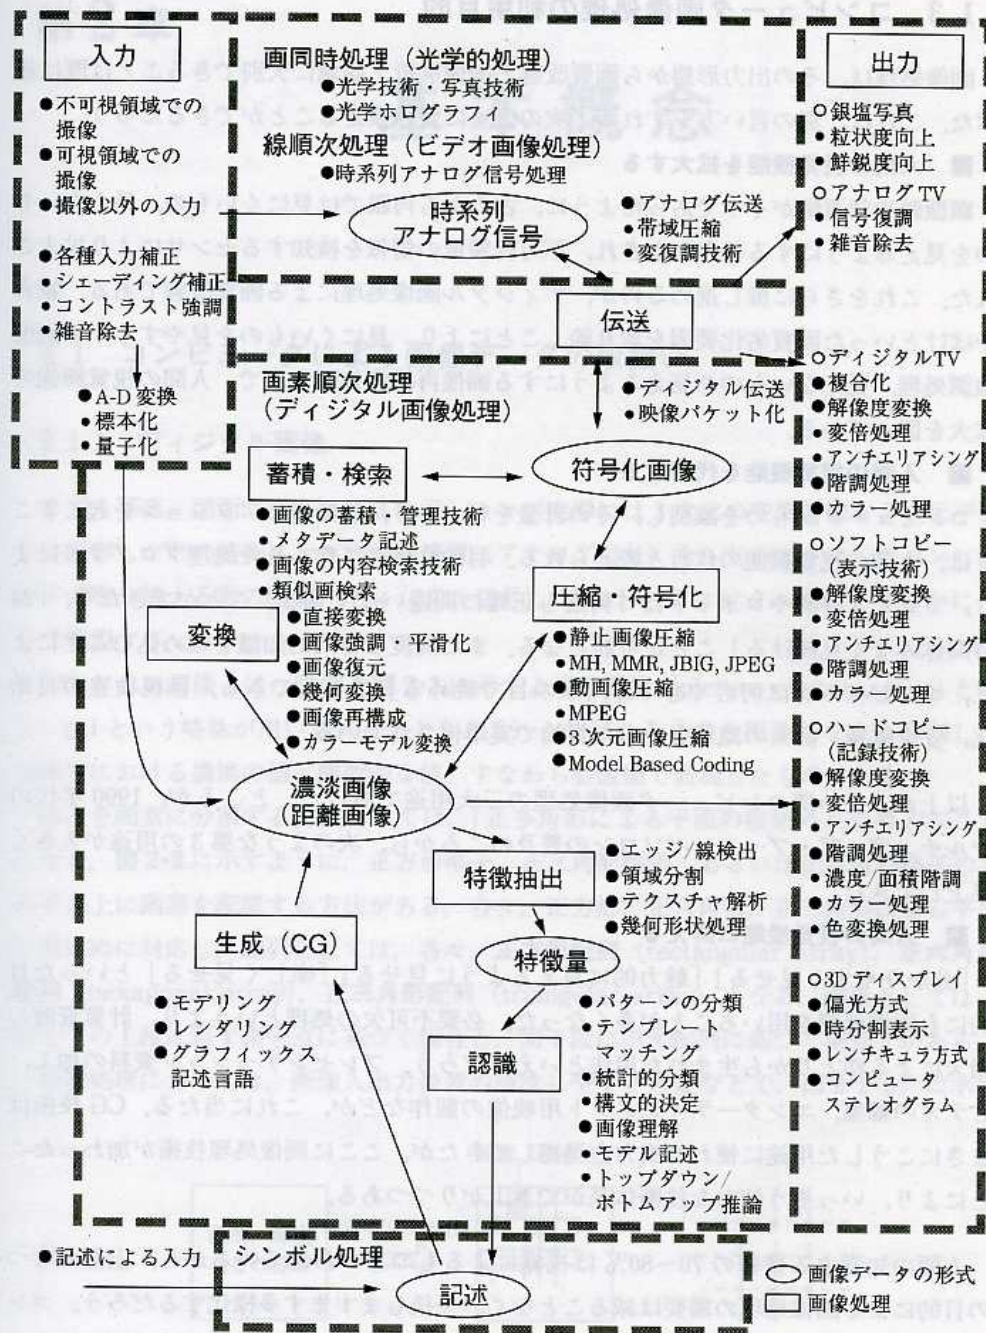 入力
●不可視領域での
撮像
●可視領域での
撮像
●撮像以外の入力
●各種入力補正
・シェーディング補正
・コントラスト強調
●雑音除去
●A-D変換
・標本化
・量子化
画同時処理（光学的処理）
●光学技術・写真技術
●光学ホログラフィ
線順次処理（ビデオ画像処理）
●時系列アナログ信号処理
時系列
アナログ信号
●アナログ伝送
・帯域圧縮
・変復調技術
伝送
出力
○銀塩写真
・粒状度向上
・鮮鋭度向上
○アナログTV
・信号復調
・雑音除去
○ディジタルTV
・複合化
●解像度変換
・変倍処理
・アンチエリアシング
●階調処理
・カラー処理
○ソフトコピー
(表示技術)
●解像度変換
・変倍処理
・アンチエリアシング
●階調処理
・カラー処理
○ハードコピー
(記録技術)
●解像度変換
・変倍処理
・アンチエリアシング
●階調処理
・濃度/面積階調
●カラー処理
・色変換処理
○3Dディスプレイ
●偏光方式
●時分割表示
●レンチキュラ方式
●コンピュータ
ステレオグラム
画素順次処理
（ディジタル画像処理）
●ディジタル伝送
・映像パケット化
蓄積・検索
符号化画像
●画像の蓄積・管理技術
・メタデータ記述
●画像の内容検索技術
・類似画検索
変換
●直接変換
●画像強調・平滑化
●画像復元
●幾何変換
●画像再構成
●カラーモデル変換
圧縮・符号化
●静止画像圧縮
・MH, MMR, JBIG, JPEG
●動画像圧縮
・MPEG
●3次元画像圧縮
・Model Based Coding
濃淡画像
(距離画像)
特徴抽出
●エッジ/線検出
●領域分割
●テクスチャ解析
●幾何形状処理
生成（CG）
●モデリング
●レンダリング
●グラフィックス
記述言語
特徴量
認識
●パターンの分類
・テンプレート
マッチング
・統計的分類
・構文的決定
●画像理解
・モデル記述
・トップダウン/
ボトムアップ推論
●記述による入力
シンボル処理
記述
画像データの形式
画像処理